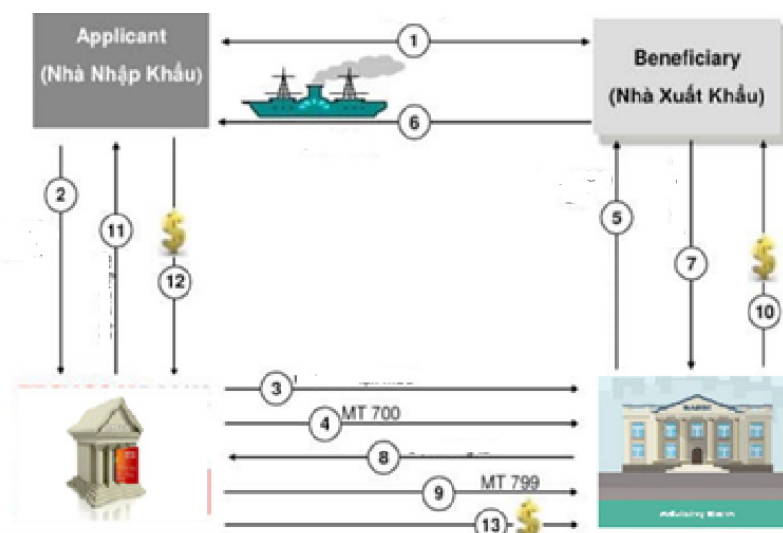 Applicant
(Nhà Nhập Khẩu)
1
Beneficiary
(Nhà Xuất Khẩu)
6
2
11
12
5
7
10
3
4
MT 700
8
9
MT 799
13